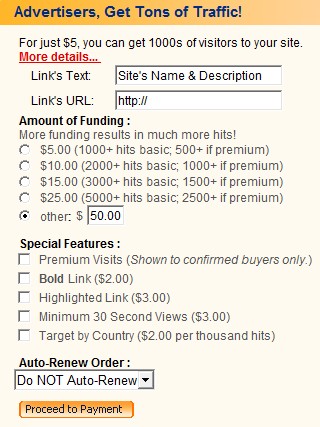 Advertisers, Get Tons of Traffic!
For just $5, you can get 1000s of visitors to your site.
More details...
Link's Text: Site's Name & Description
Link's URL: http://
Amount of Funding :
More funding results in much more hits!
$5.00 (1000+ hits basic; 500+ if premium)
$10.00 (2000+ hits basic; 1000+ if premium)
$15.00 (3000+ hits basic; 1500+ if premium)
$25.00 (5000+ hits basic; 2500+ if premium)
other: $ 50.00
Special Features :
Premium Visits (Shown to confirmed buyers only.)
Bold Link ($2.00)
Highlighted Link ($3.00)
Minimum 30 Second Views ($3.00)
Target by Country ($2.00 per thousand hits)
Auto-Renew Order :
Do NOT Auto-Renew
Proceed to Payment